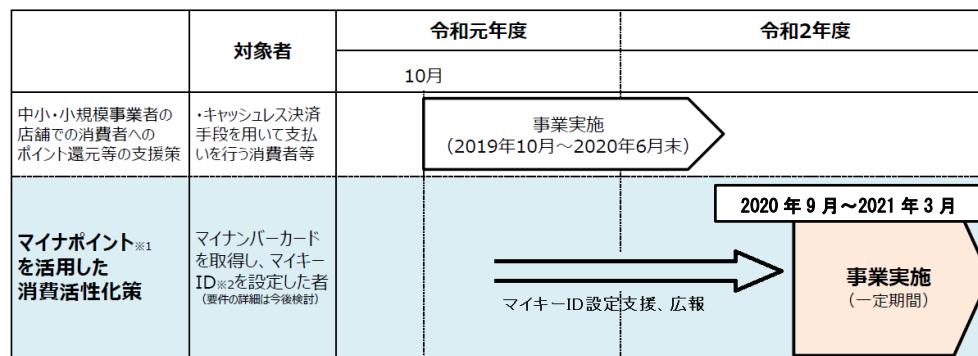 対象者
令和元年度
令和2年度
10月
中小・小規模事業者の
店舗での消費者への
ポイント還元等の支援策
・キャッシュレス決済
手段を用いて支払
いを行う消費者等
事業実施
(2019年10月～2020年6月末)
マイナポイント※1
を活用した
消費活性化策
マイナンバーカード
を取得し、マイキー
ID※2を設定した者
(要件の詳細は今後検討)
マイキーID設定支援、広報
2020年9月～2021年3月
事業実施
(一定期間)